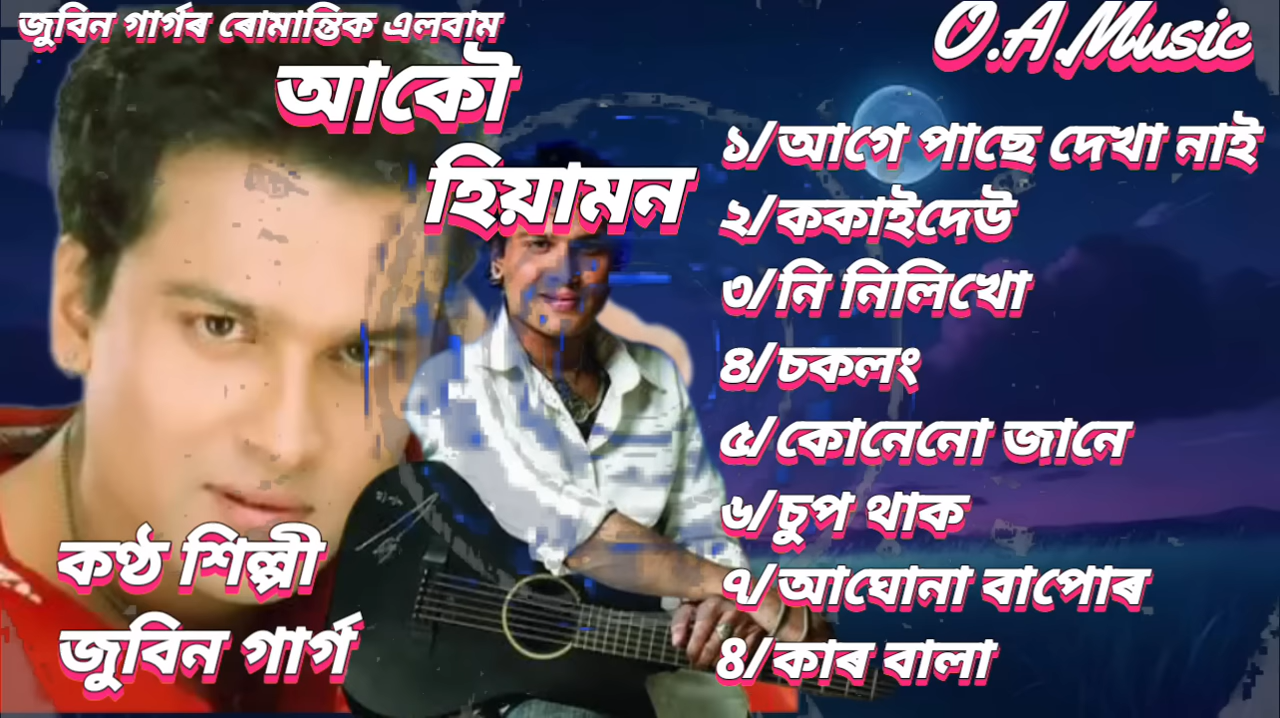 জুবিন গাৰ্গৰ ৰোমান্তিক এলবাম
O.A.Music
আকৌ
হিয়ামন
১/আগে পাছে দেখা নাই
২/ককাইদেউ
৩/নি নিলিখো
৪/চকলং
৫/কোনেনো জানে
৬/চুপ থাক
৭/আঘোনা বাপোৰ
৪/কাৰ বালা
কণ্ঠ শিল্পী
জুবিন গাৰ্গ